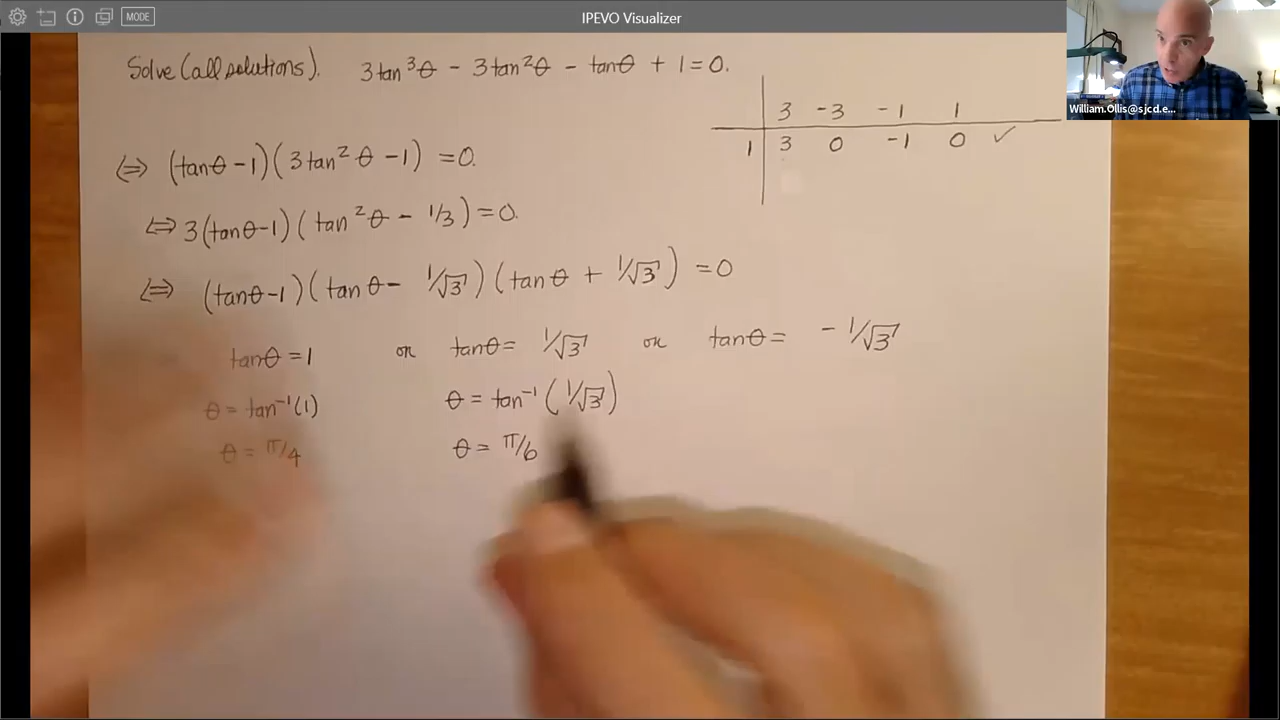 MODE
IPEVO Visualizer
William.Ollis@sjcd.e...
Solve (all solutions). 3tan³θ - 3tan²θ - tanθ + 1 = 0.
3 -3 -1 1
1 3 0 -1 0 ✓
⇔ (tanθ - 1)(3tan²θ - 1) = 0.
⇔ 3(tanθ-1)(tan²θ - 1/3) = 0.
⇔ (tanθ-1)(tanθ - 1/√3)(tanθ + 1/√3) = 0
tanθ = 1 or tanθ = 1/√3 or tanθ = - 1/√3
θ = tan⁻¹(1) θ = tan⁻¹(1/√3)
θ = π/4 θ = π/6